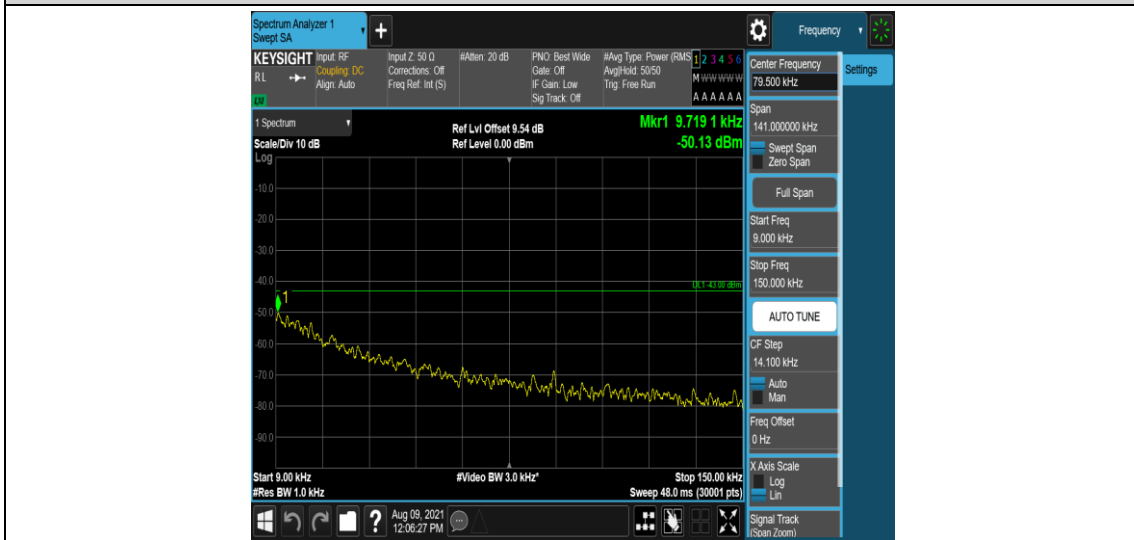 Spectrum Analyzer 1
Swept SA
+
Frequency
KEYSIGHT
RL
LXI
Input: RF
Coupling: DC
Align: Auto
Input Z: 50 Ω
Corrections: Off
Freq Ref: Int (S)
#Atten: 20 dB
PNO: Best Wide
Gate: Off
IF Gain: Low
Sig Track: Off
#Avg Type: Power (RMS
Avg|Hold: 50/50
Trig: Free Run
1 2 3 4 5 6
M W W W W W
A A A A A A
Center Frequency
79.500 kHz
Settings
Span
141.000000 kHz
Swept Span
Zero Span
Full Span
Start Freq
9.000 kHz
Stop Freq
150.000 kHz
AUTO TUNE
CF Step
14.100 kHz
Auto
Man
Freq Offset
0 Hz
X Axis Scale
Log
Lin
Signal Track
(Span Zoom)
1 Spectrum
Scale/Div 10 dB
Log
Ref Lvl Offset 9.54 dB
Ref Level 0.00 dBm
Mkr1 9.719 1 kHz
-50.13 dBm
-10.0
-20.0
-30.0
-40.0
DL1 -43.00 dBm
1
-50.0
-60.0
-70.0
-80.0
-90.0
Start 9.00 kHz
#Res BW 1.0 kHz
#Video BW 3.0 kHz*
Stop 150.00 kHz
Sweep 48.0 ms (30001 pts)
?
Aug 09, 2021
12:06:27 PM